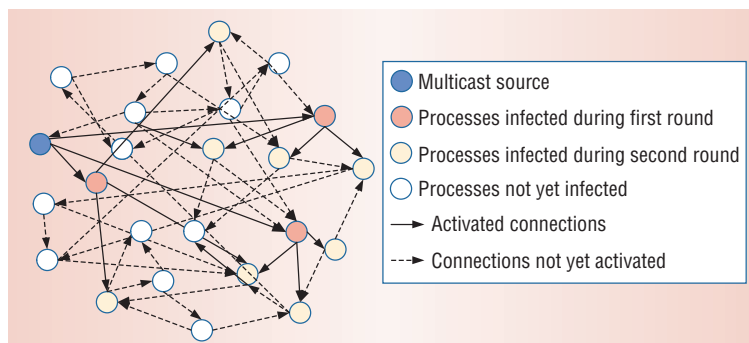 Multicast source
Processes infected during first round
Processes infected during second round
Processes not yet infected
Activated connections
Connections not yet activated